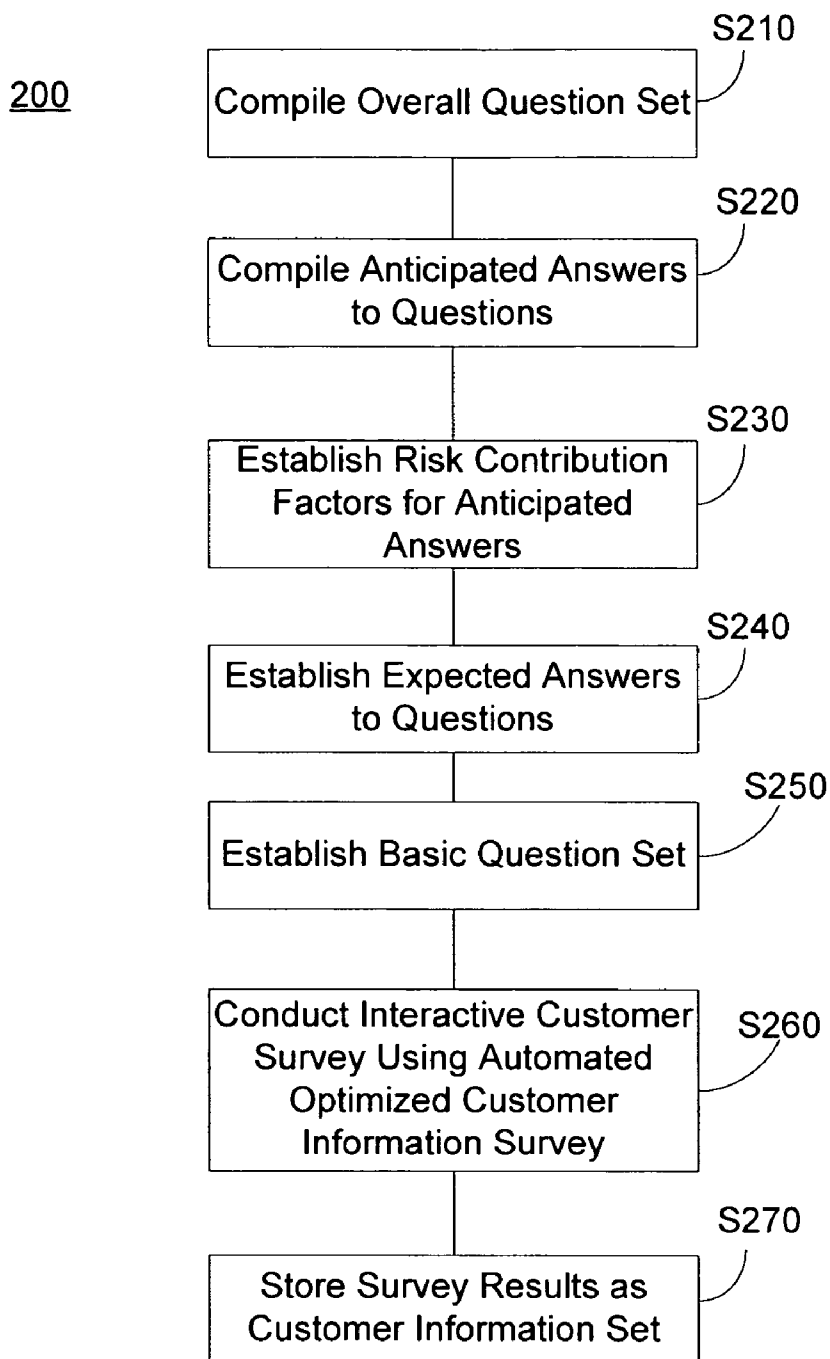 200
S210
Compile Overall Question Set
S220
Compile Anticipated Answers
to Questions
S230
Establish Risk Contribution
Factors for Anticipated
Answers
S240
Establish Expected Answers
to Questions
S250
Establish Basic Question Set
S260
Conduct Interactive Customer
Survey Using Automated
Optimized Customer
Information Survey
S270
Store Survey Results as
Customer Information Set